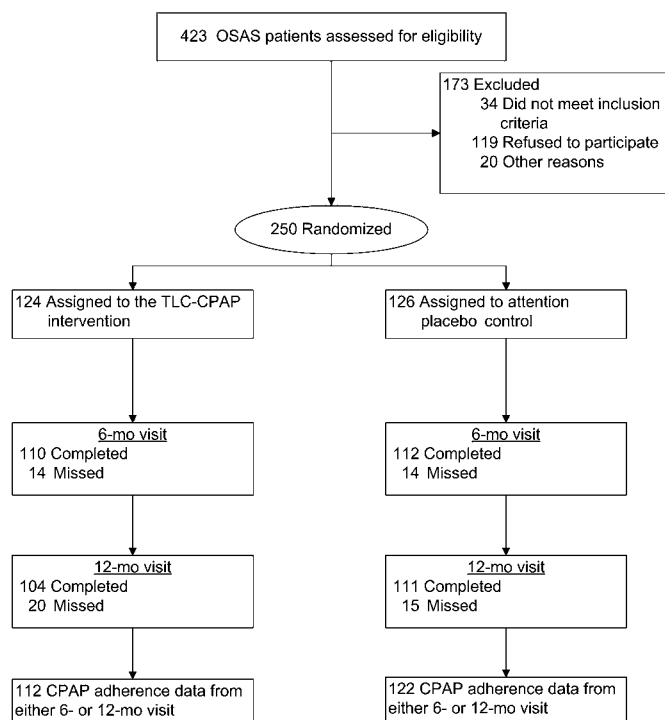 423 OSAS patients assessed for eligibility
173 Excluded
34 Did not meet inclusion
criteria
119 Refused to participate
20 Other reasons
250 Randomized
124 Assigned to the TLC-CPAP
intervention
126 Assigned to attention
placebo control
6-mo visit
110 Completed
14 Missed
6-mo visit
112 Completed
14 Missed
12-mo visit
104 Completed
20 Missed
12-mo visit
111 Completed
15 Missed
112 CPAP adherence data from
either 6- or 12-mo visit
122 CPAP adherence data from
either 6- or 12-mo visit